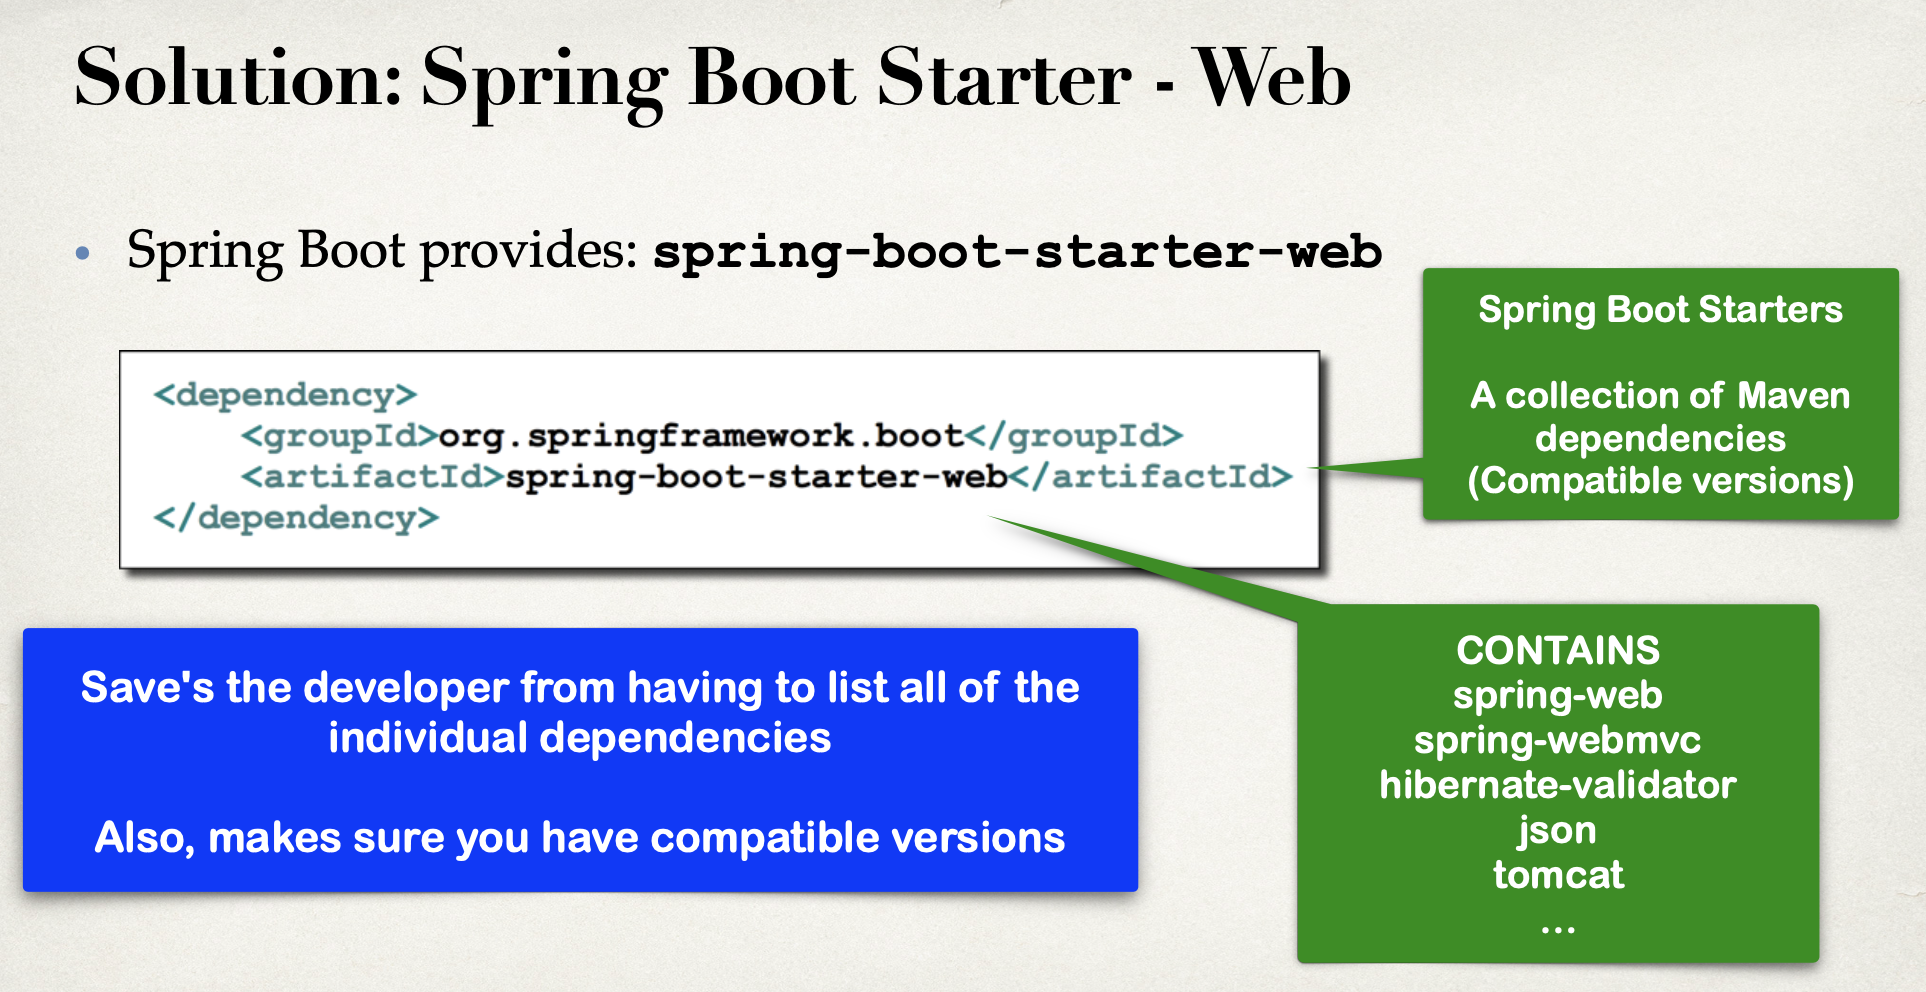 Solution: Spring Boot Starter - Web
• Spring Boot provides: spring-boot-starter-web
<dependency>
    <groupId>org.springframework.boot</groupId>
    <artifactId>spring-boot-starter-web</artifactId>
</dependency>
Spring Boot Starters
A collection of Maven
dependencies
(Compatible versions)
Save's the developer from having to list all of the
individual dependencies
Also, makes sure you have compatible versions
CONTAINS
spring-web
spring-webmvc
hibernate-validator
json
tomcat
...